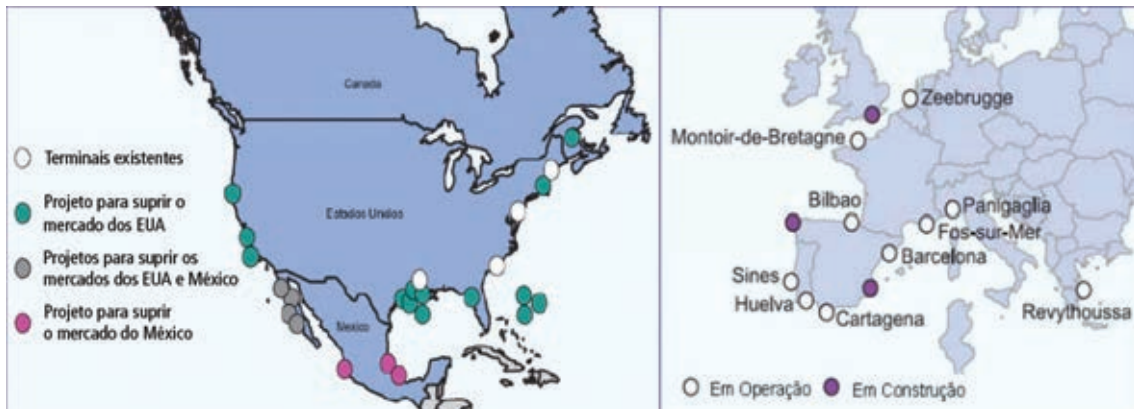 Canada
Estados Unidos
Mexico
Terminais existentes
Projeto para suprir o
mercado dos EUA
Projetos para suprir os
mercados dos EUA e México
Projeto para suprir
o mercado do México
Zeebrugge
Montoir-de-Bretagne
Bilbao
Panigaglia
Fos-sur-Mer
Barcelona
Sines
Huelva
Cartagena
Revythoussa
Em Operação
Em Construção